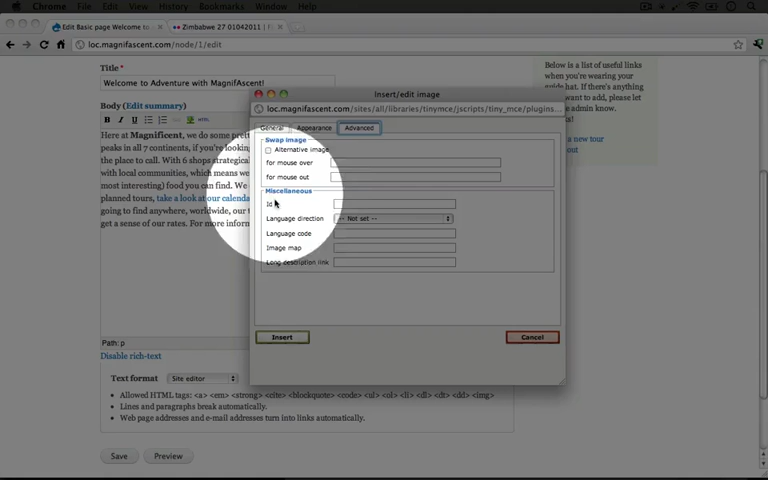 Chrome File Edit View History Bookmarks Window Help
Edit Basic page Welcome to
Zimbabwe 27 01042011 | Fl
loc.magnifascent.com/node/1/edit
Title *
Welcome to Adventure with MagnifAscent!
Body (Edit summary)
Here at Magnificent, we do some pre
peaks in all 7 continents, if you're looking
the place to call. With 6 shops strategical
with local communities, which means we
most interesting) food you can find. We
planned tours, take a look at our calenda
going to find anywhere, worldwide, our t
get a sense of our rates. For more inform
Path: p
Disable rich-text
Text format
Site editor
• Allowed HTML tags: <a> <em> <strong> <cite> <blockquote> <code> <ul> <ol> <li> <dl> <dt> <dd> <img>
• Lines and paragraphs break automatically.
• Web page addresses and e-mail addresses turn into links automatically.
Save
Preview
Insert/edit image
loc.magnifascent.com/sites/all/libraries/tinymce/jscripts/tiny_mce/plugins...
General
Appearance
Advanced
Swap image
Alternative image
for mouse over
for mouse out
Miscellaneous
Id
Language direction
-- Not set --
Language code
Image map
Long description link
Insert
Cancel
Below is a list of useful links
when you're wearing your
guide hat. If there's anything
want to add, please let
e admin know.
a new tour
out